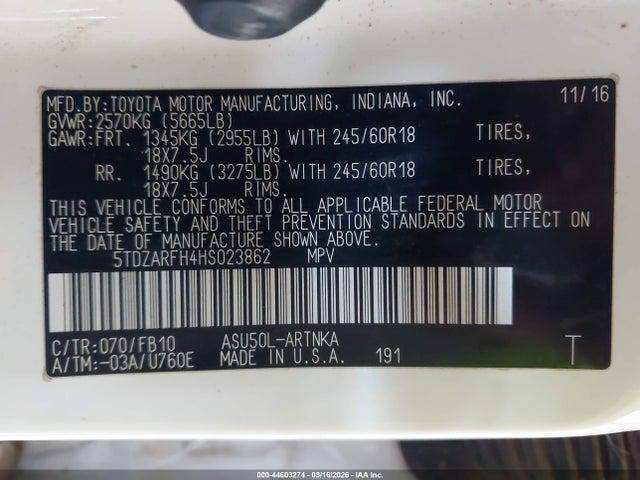 MFD.BY:TOYOTA MOTOR MANUFACTURING, INDIANA, INC. 11/16
GVWR:2570KG (5665LB)
GAWR:FRT. 1345KG (2955LB) WITH 245/60R18 TIRES,
18X7.5J RIMS.
RR. 1490KG (3275LB) WITH 245/60R18 TIRES,
18X7.5J RIMS.
THIS VEHICLE CONFORMS TO ALL APPLICABLE FEDERAL MOTOR
VEHICLE SAFETY AND THEFT PREVENTION STANDARDS IN EFFECT ON
THE DATE OF MANUFACTURE SHOWN ABOVE.
5TDZARFH4HS023862 MPV
C/TR:070/FB10 ASU50L-ARTNKA
A/TM:-03A/U760E MADE IN U.S.A. 191 T
000-44603274 - 03/16/2026 - IAA Inc.